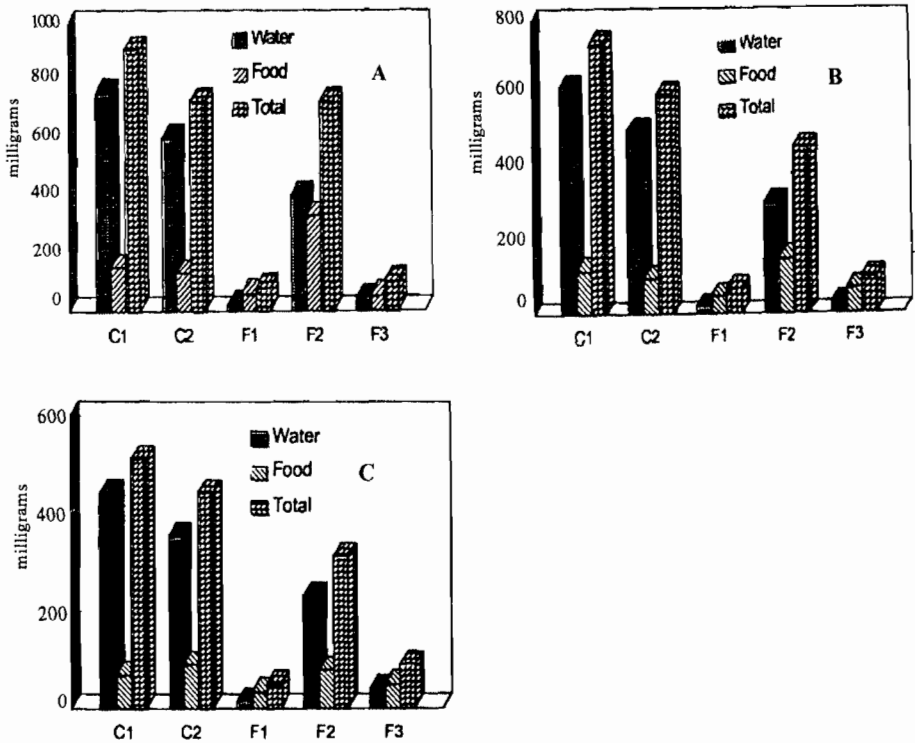 1000
800
600
400
200
0
milligrams
Water
Food
Total
A
C1 C2 F1 F2 F3
800
600
400
200
0
milligrams
Water
Food
Total
B
C1 C2 F1 F2 F3
600
400
200
0
milligrams
Water
Food
Total
C
C1 C2 F1 F2 F3